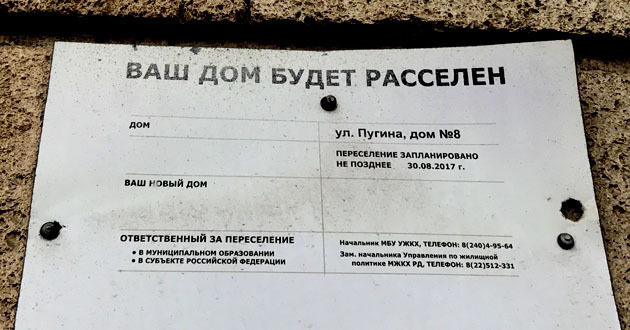 ВАШ ДОМ БУДЕТ РАССЕЛЕН
ДОМ
ул. Пугина, дом №8
ПЕРЕСЕЛЕНИЕ ЗАПЛАНИРОВАНО
НЕ ПОЗДНЕЕ 30.08.2017 г.
ВАШ НОВЫЙ ДОМ
ОТВЕТСТВЕННЫЙ ЗА ПЕРЕСЕЛЕНИЕ
• В МУНИЦИПАЛЬНОМ ОБРАЗОВАНИИ
• В СУБЪЕКТЕ РОССИЙСКОЙ ФЕДЕРАЦИИ
Начальник МБУ УЖКХ, ТЕЛЕФОН: 8(240)4-95-64
Зам. начальника Управления по жилищной
политике МЖКХ РД, ТЕЛЕФОН: 8(22)512-331